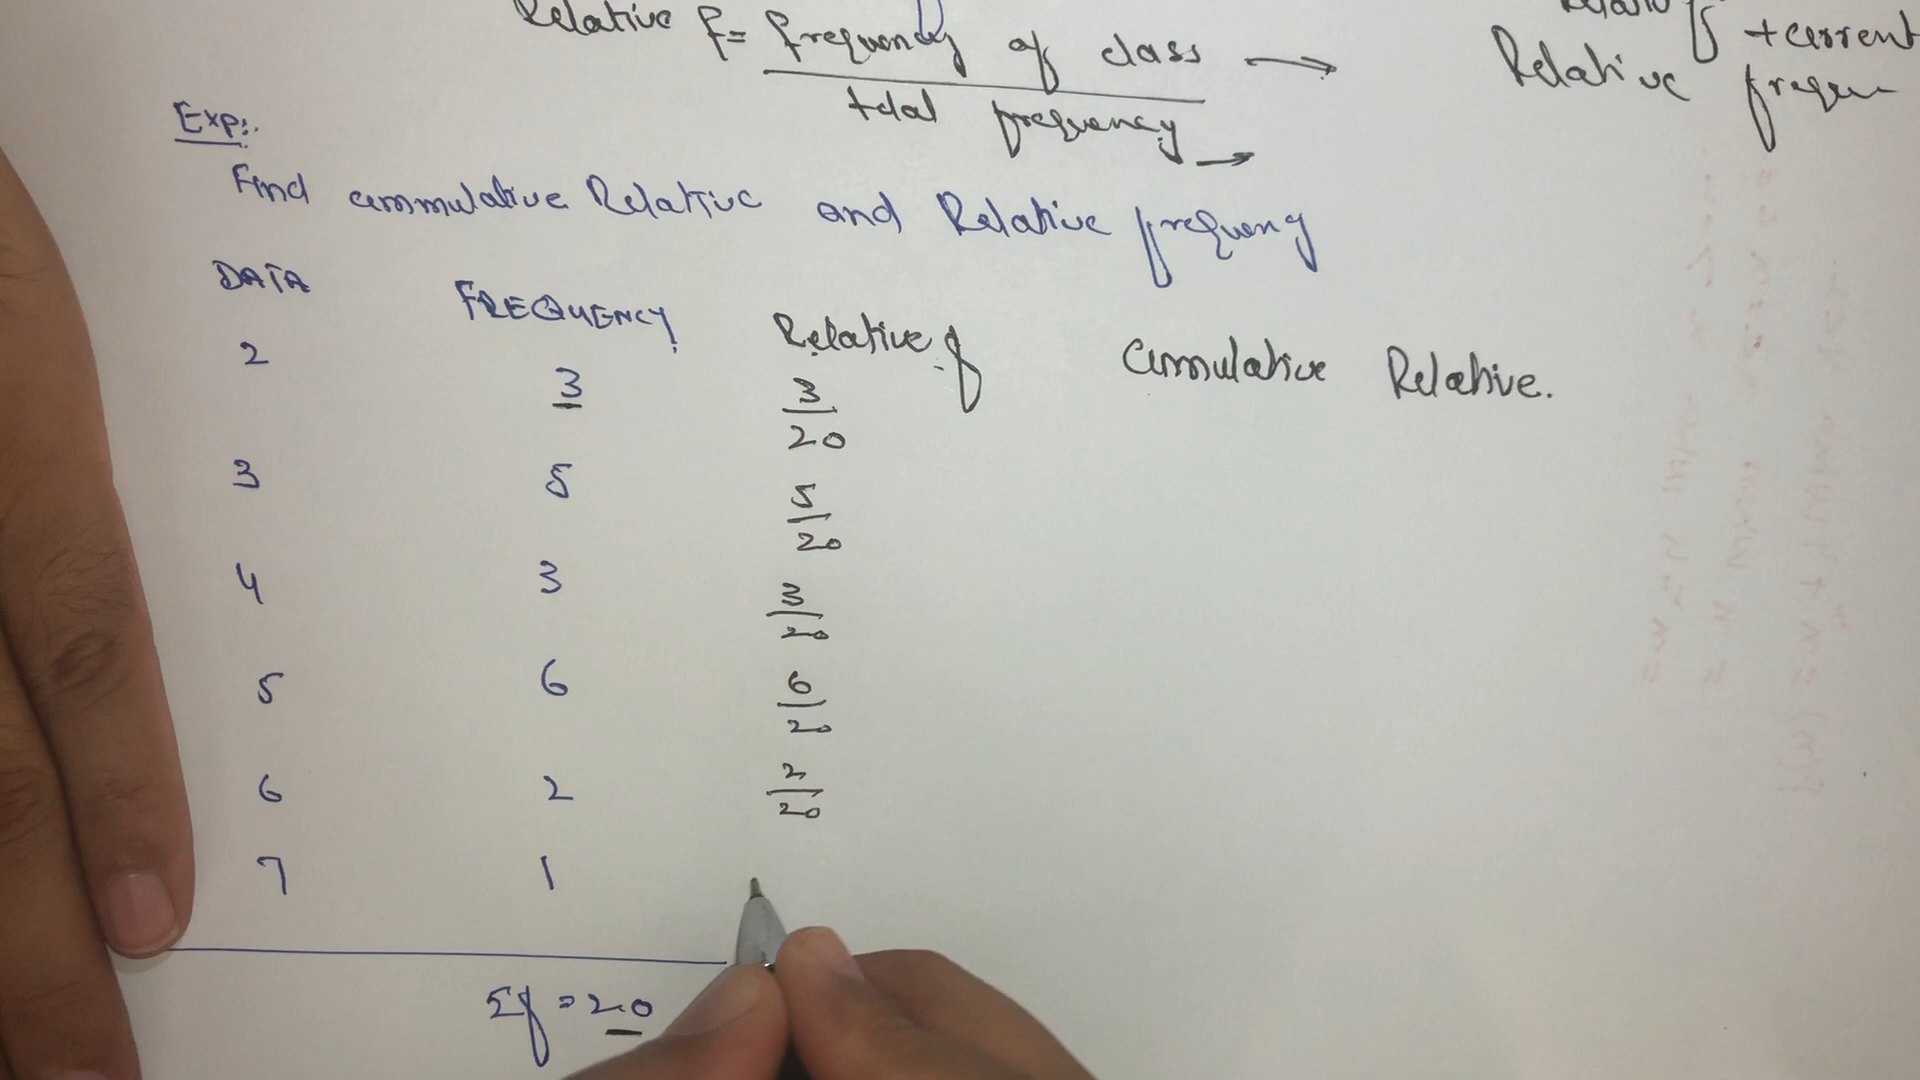 Relative f = frequency of class →
total frequency →
+ current
Relative freque
Exp:.
Find cummulative Relative and Relative frequency
DATA FREQUENCY Relative f Cumulative Relative.
2 3 3/20
3 5 5/20
4 3 3/20
5 6 6/20
6 2 2/20
7 1
Σf = 20